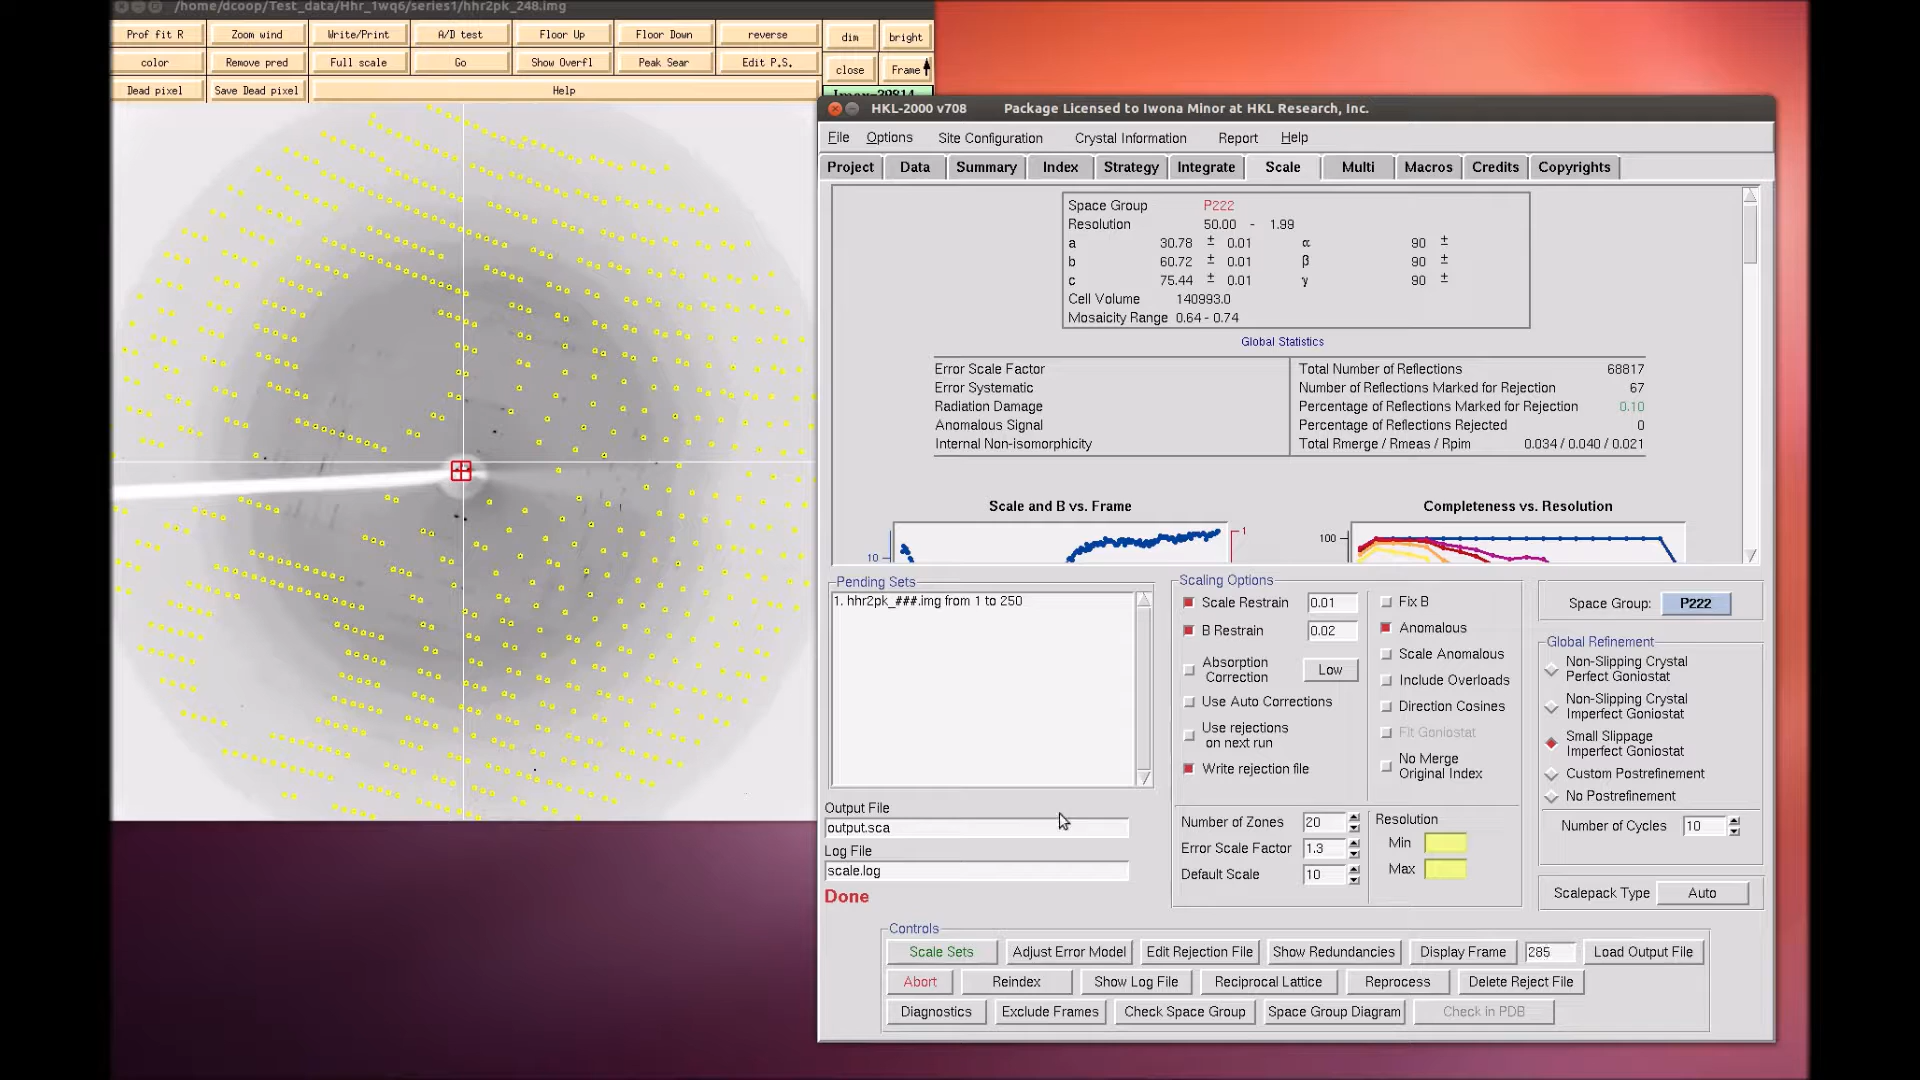 /home/dcoop/Test_data/Hhr_1wq6/series1/hhr2pk_248.img
Prof fit R Zoom wind Write/Print A/D test Floor Up Floor Down reverse dim bright
color Remove pred Full scale Go Show Overfl Peak Sear Edit P.S. close Frame
Dead pixel Save Dead pixel Help
Imax=29814
HKL-2000 v708 Package Licensed to Iwona Minor at HKL Research, Inc.
File Options Site Configuration Crystal Information Report Help
Project Data Summary Index Strategy Integrate Scale Multi Macros Credits Copyrights
Space Group P222
Resolution 50.00 - 1.99
a 30.78 ± 0.01 α 90 ±
b 60.72 ± 0.01 β 90 ±
c 75.44 ± 0.01 γ 90 ±
Cell Volume 140993.0
Mosaicity Range 0.64 - 0.74
Global Statistics
Error Scale Factor
Error Systematic
Radiation Damage
Anomalous Signal
Internal Non-isomorphicity
Total Number of Reflections 68817
Number of Reflections Marked for Rejection 67
Percentage of Reflections Marked for Rejection 0.10
Percentage of Reflections Rejected 0
Total Rmerge / Rmeas / Rpim 0.034 / 0.040 / 0.021
Scale and B vs. Frame
10
1
Completeness vs. Resolution
100
Pending Sets
1. hhr2pk_###.img from 1 to 250
Output File
output.sca
Log File
scale.log
Done
Scaling Options
Scale Restrain 0.01
B Restrain 0.02
Absorption
Correction
Low
Use Auto Corrections
Use rejections
on next run
Write rejection file
Fix B
Anomalous
Scale Anomalous
Include Overloads
Direction Cosines
Fit Goniostat
No Merge
Original Index
Number of Zones 20
Error Scale Factor 1.3
Default Scale 10
Resolution
Min
Max
Space Group: P222
Global Refinement
Non-Slipping Crystal
Perfect Goniostat
Non-Slipping Crystal
Imperfect Goniostat
Small Slippage
Imperfect Goniostat
Custom Postrefinement
No Postrefinement
Number of Cycles 10
Scalepack Type Auto
Controls
Scale Sets Adjust Error Model Edit Rejection File Show Redundancies Display Frame 285 Load Output File
Abort Reindex Show Log File Reciprocal Lattice Reprocess Delete Reject File
Diagnostics Exclude Frames Check Space Group Space Group Diagram Check in PDB